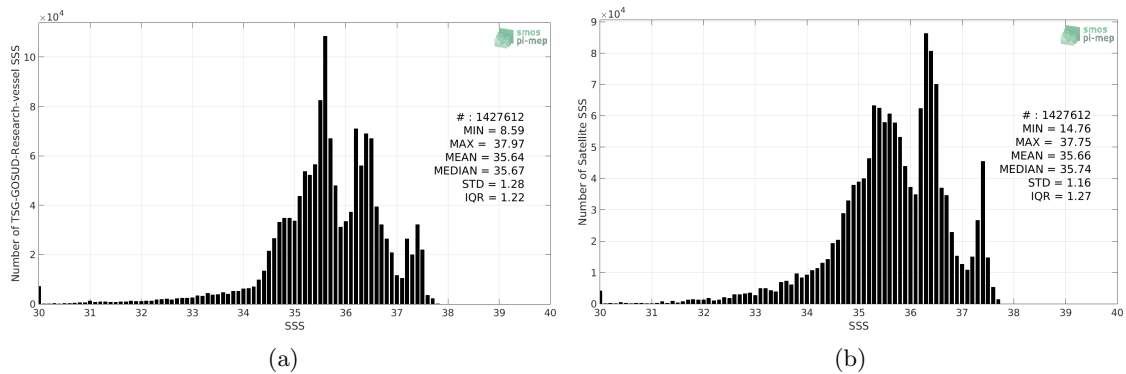 ×10⁴
smos
pi-mep
Number of TSG-GOSUD-Research-vessel SSS
10
8
6
4
2
0
# : 1427612
MIN = 8.59
MAX = 37.97
MEAN = 35.64
MEDIAN = 35.67
STD = 1.28
IQR = 1.22
30 31 32 33 34 35 36 37 38 39 40
SSS
(a)
9 ×10⁴
smos
pi-mep
Number of Satellite SSS
8
7
6
5
4
3
2
1
0
# : 1427612
MIN = 14.76
MAX = 37.75
MEAN = 35.66
MEDIAN = 35.74
STD = 1.16
IQR = 1.27
30 31 32 33 34 35 36 37 38 39 40
SSS
(b)